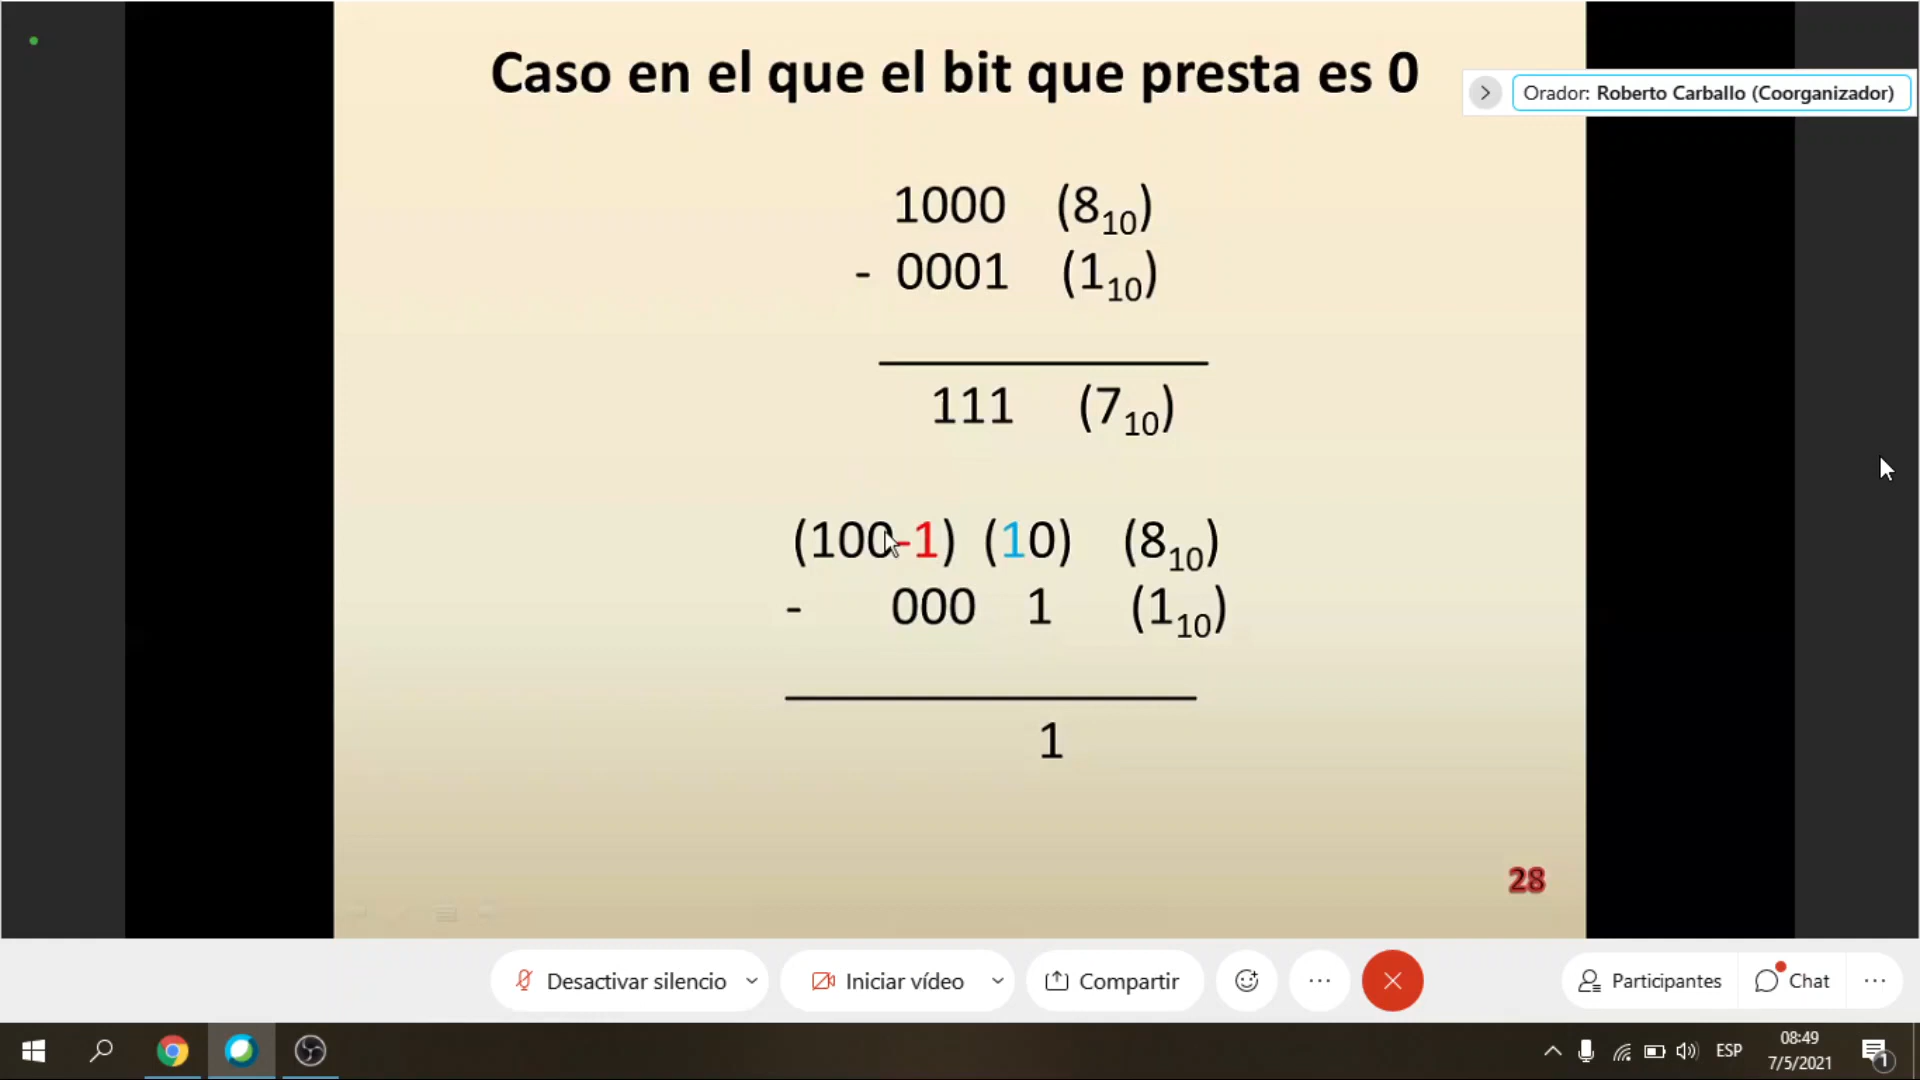 Caso en el que el bit que presta es 0
Orador: Roberto Carballo (Coorganizador)
1000 (8₁₀)
- 0001 (1₁₀)
111 (7₁₀)
(100-1) (10) (8₁₀)
- 000 1 (1₁₀)
1
28
Desactivar silencio
Iniciar vídeo
Compartir
Participantes
Chat
ESP
08:49
7/5/2021
1